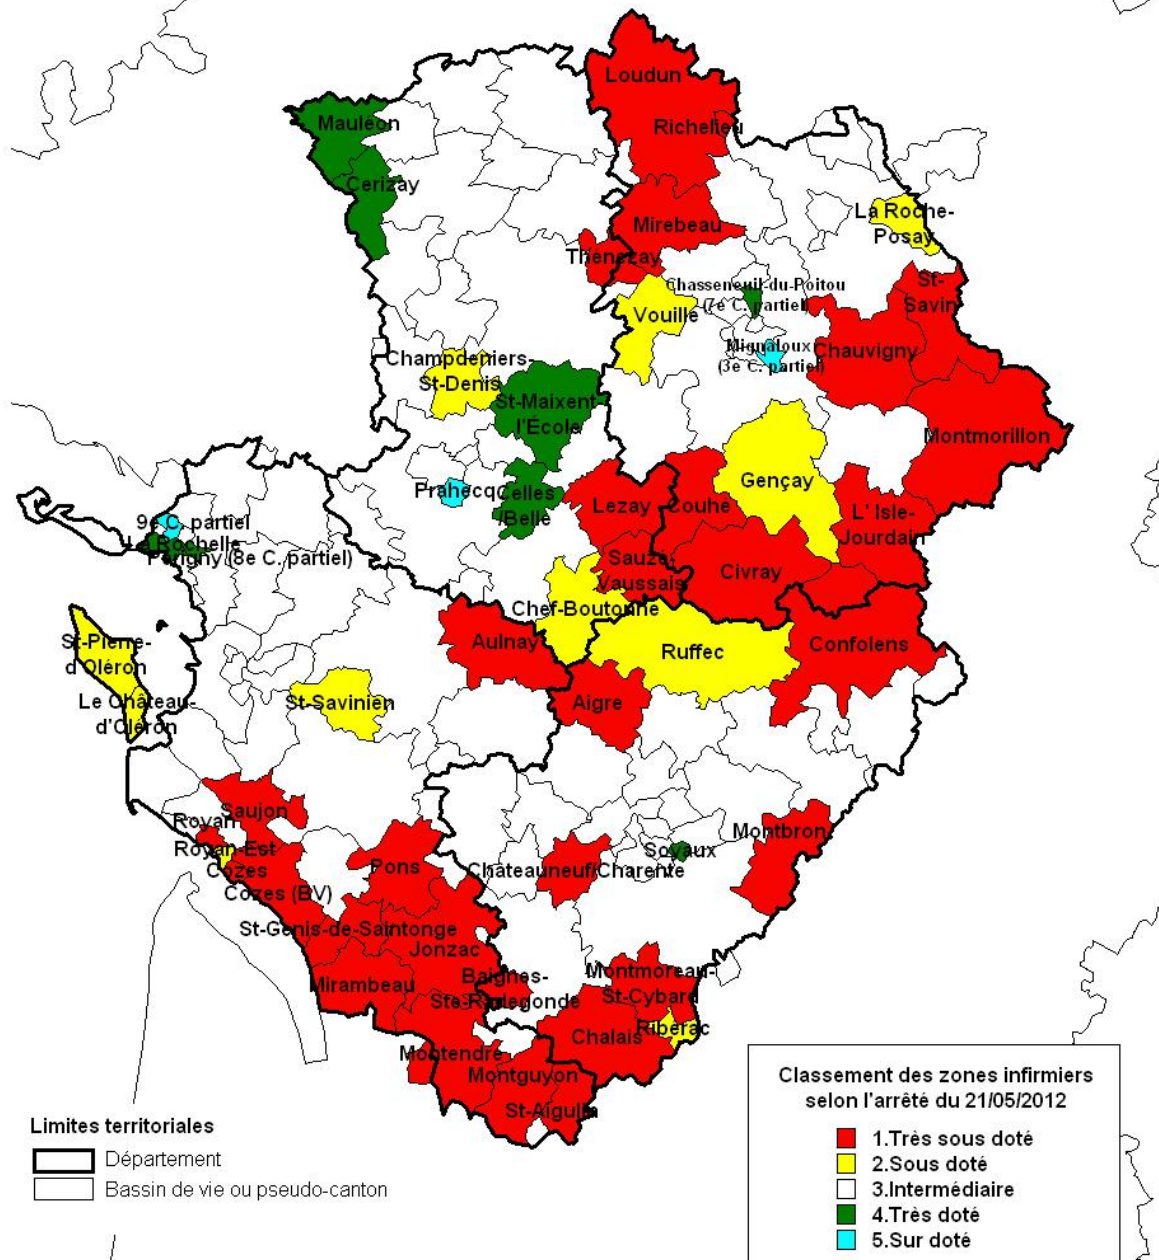 Loudun
Mauléon
Richelieu
Cerizay
La Roche-
Posay
Mirebeau
Thenezay
St-
Savin
Chasseneuil-du-Poitou
(7e C. partiel)
Vouillé
Mignaloux
(3e C. partiel)
Chauvigny
Champdeniers-
St-Denis
St-Maixent-
l'École
Montmorillon
Gençay
Prahecq
Celles
/Belle
Lezay
Couhé
L' Isle-
Jourdain
9e C. partiel
La Rochelle
Périgny (8e C. partiel)
Sauzé-
Vaussais
Civray
Chef-Boutonne
St-Pierre-
d'Oléron
Aulnay
Ruffec
Confolens
Le Château-
d'Oléron
St-Savinien
Aigre
Saujon
Royan
Montbron
Royan-Est
Cozes
Pons
Châteauneuf/Charente
Soyaux
Cozes (BV)
St-Genis-de-Saintonge
Jonzac
Mirambeau
Baignes-
Ste-Radegonde
Montmoreau-
St-Cybard
Chalais
Ribérac
Montendre
Montguyon
St-Aigulin
Limites territoriales
Département
Bassin de vie ou pseudo-canton
Classement des zones infirmiers
selon l'arrêté du 21/05/2012
1.Très sous doté
2.Sous doté
3.Intermédiaire
4.Très doté
5.Sur doté